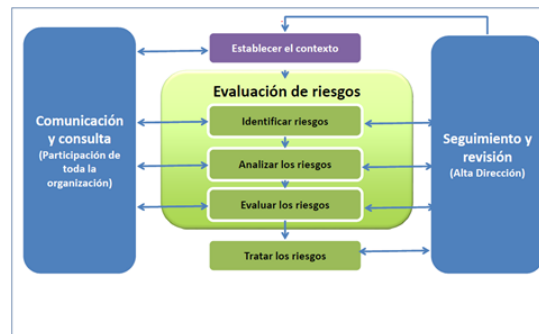 Establecer el contexto
Evaluación de riesgos
Identificar riesgos
Analizar los riesgos
Evaluar los riesgos
Tratar los riesgos
Comunicación
y consulta
(Participación de
toda la
organización)
Seguimiento y
revisión
(Alta Dirección)